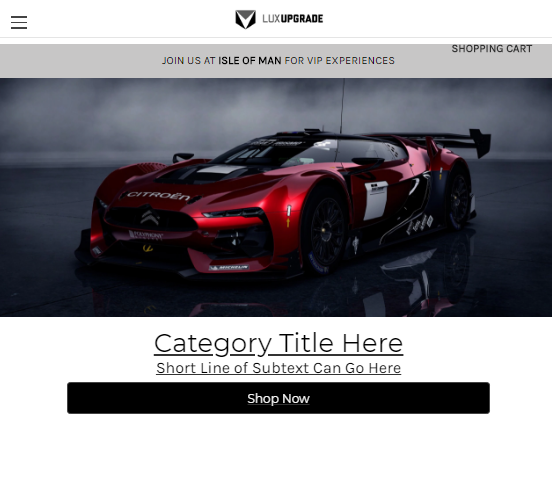 LUXUPGRADE
SHOPPING CART
JOIN US AT ISLE OF MAN FOR VIP EXPERIENCES
CITROËN
MICHELIN
Category Title Here
Short Line of Subtext Can Go Here
Shop Now